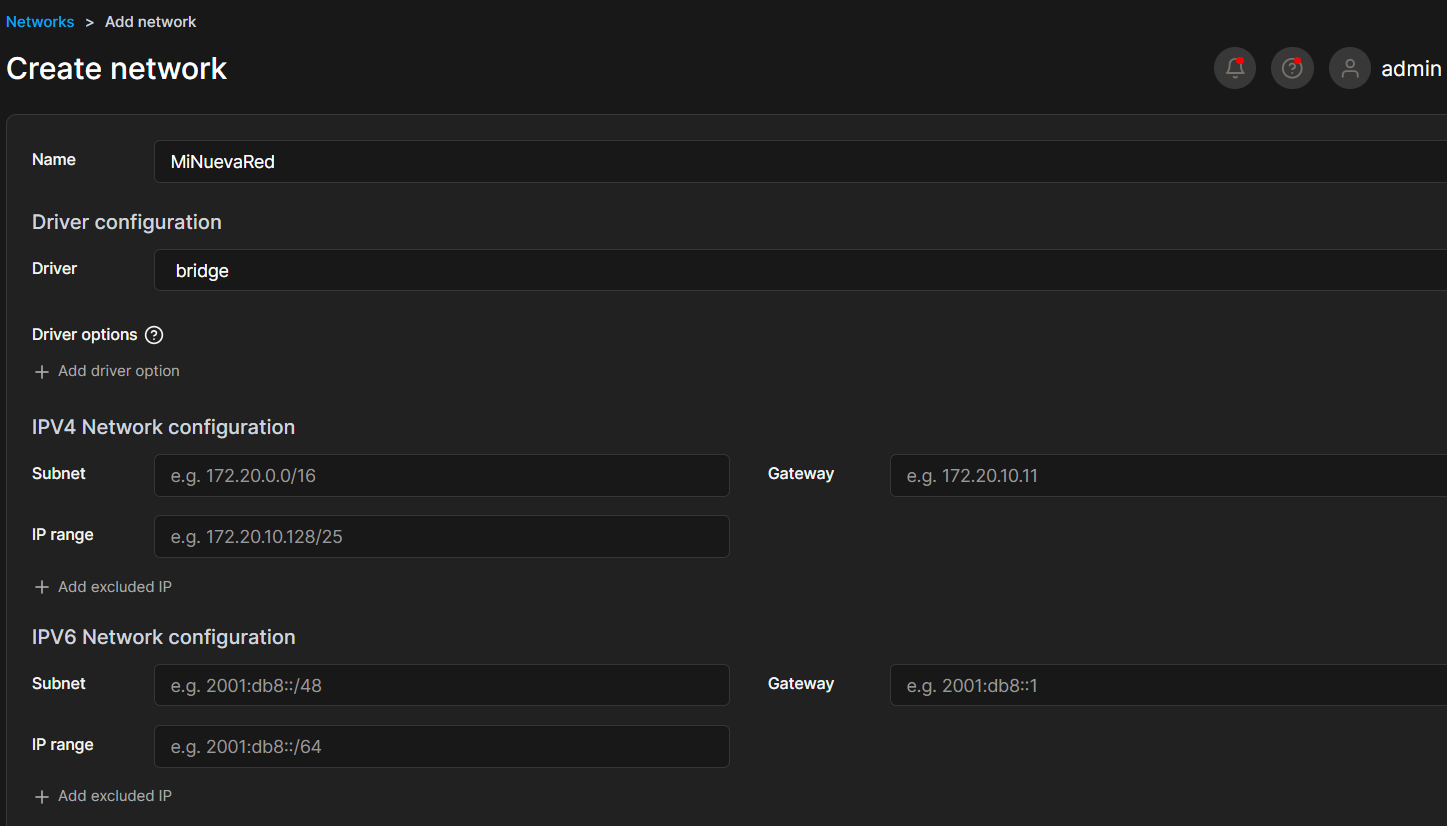 Networks > Add network
Create network
admin
Name MiNuevaRed
Driver configuration
Driver bridge
Driver options
Add driver option
IPV4 Network configuration
Subnet e.g. 172.20.0.0/16 Gateway e.g. 172.20.10.11
IP range e.g. 172.20.10.128/25
Add excluded IP
IPV6 Network configuration
Subnet e.g. 2001:db8::/48 Gateway e.g. 2001:db8::1
IP range e.g. 2001:db8::/64
Add excluded IP